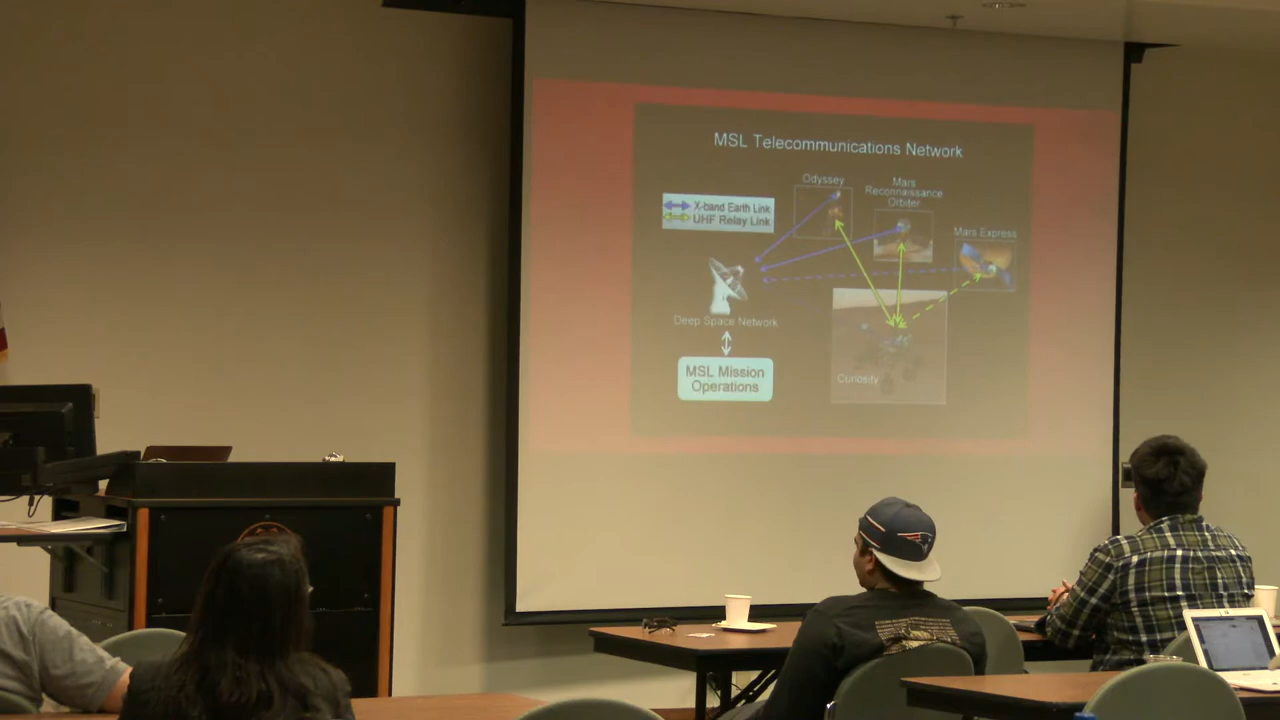 MSL Telecommunications Network
Odyssey
Mars
Reconnaissance
Orbiter
Mars Express
X-band Earth Link
UHF Relay Link
Deep Space Network
MSL Mission
Operations
Curiosity